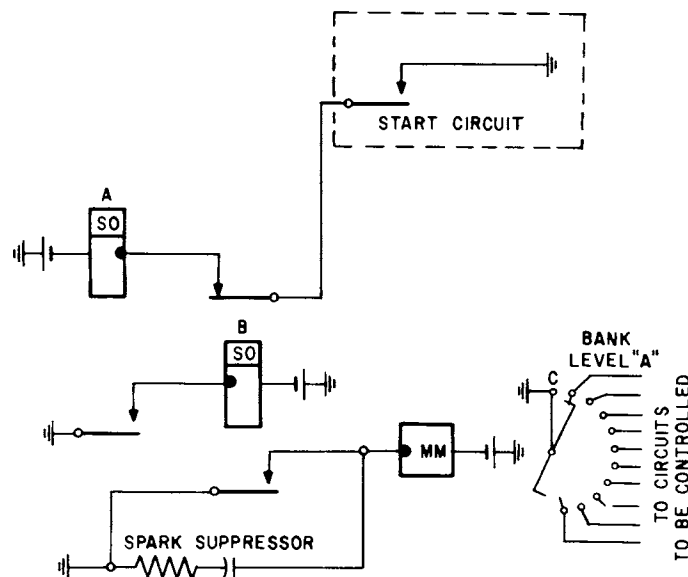 START CIRCUIT
A
SO
B
SO
BANK
LEVEL "A"
C
MM
TO CIRCUITS
TO BE CONTROLLED
SPARK SUPPRESSOR